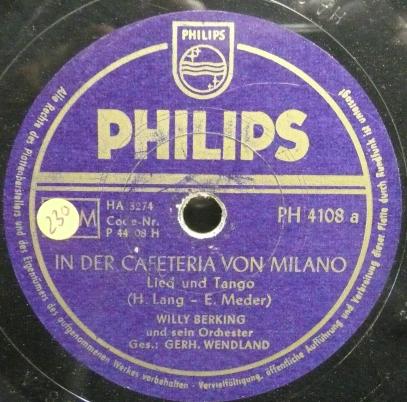 PHILIPS
PHILIPS
HA 3274
Code-Nr.
P 44 08 H
230
M
PH 4108 a
IN DER CAFETERIA VON MILANO
Lied und Tango
(H. Lang - E. Meder)
WILLY BERKING
und sein Orchester
Ges.: GERH. WENDLAND
Alle Rechte des Plattenherstellers und des Eigentümers des aufgenommenen Werkes vorbehalten - Vervielfältigung, öffentliche Aufführung und Verbreitung dieser Platte durch Rundfunk ist untersagt